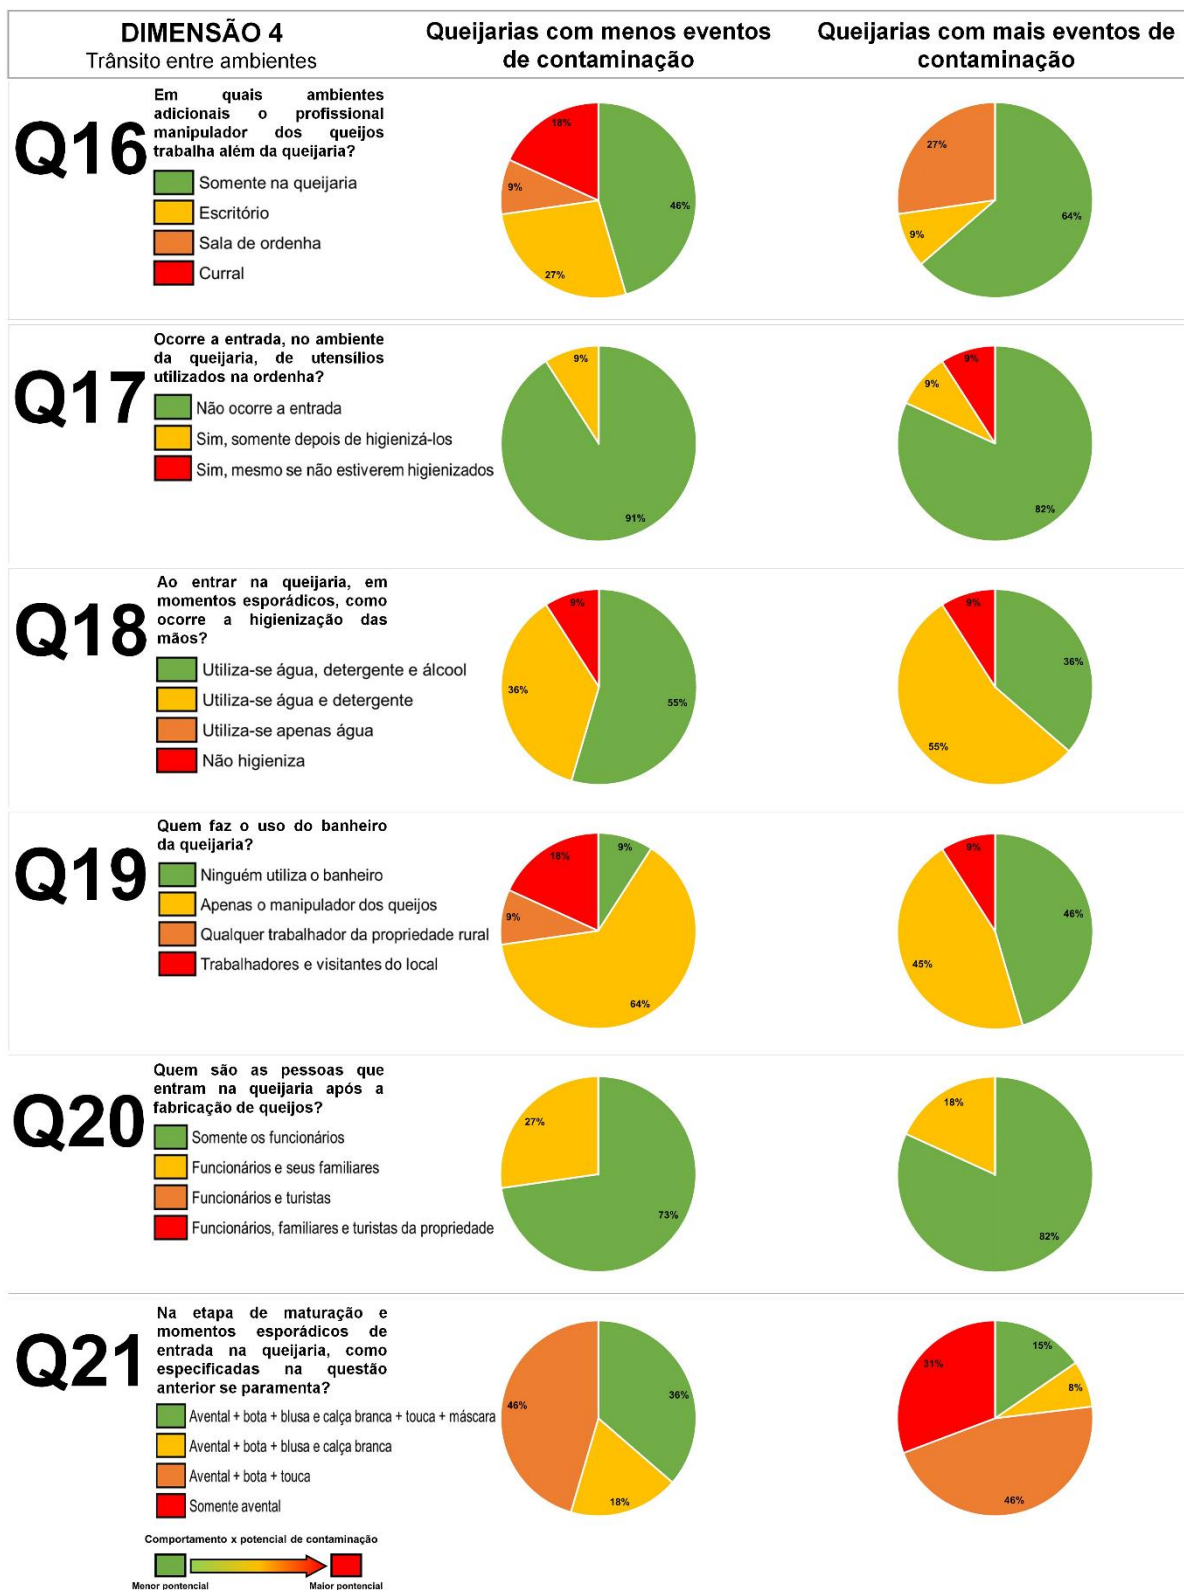 DIMENSÃO 4
Trânsito entre ambientes
Queijarias com menos eventos
de contaminação
Queijarias com mais eventos de
contaminação
Q16
Em quais ambientes
adicionais o profissional
manipulador dos queijos
trabalha além da queijaria?
Somente na queijaria
Escritório
Sala de ordenha
Curral
18%
9%
46%
27%
27%
9%
64%
Q17
Ocorre a entrada, no ambiente
da queijaria, de utensílios
utilizados na ordenha?
Não ocorre a entrada
Sim, somente depois de higienizá-los
Sim, mesmo se não estiverem higienizados
9%
91%
9%
9%
82%
Q18
Ao entrar na queijaria, em
momentos esporádicos, como
ocorre a higienização das
mãos?
Utiliza-se água, detergente e álcool
Utiliza-se água e detergente
Utiliza-se apenas água
Não higieniza
9%
36%
55%
9%
36%
55%
Q19
Quem faz o uso do banheiro
da queijaria?
Ninguém utiliza o banheiro
Apenas o manipulador dos queijos
Qualquer trabalhador da propriedade rural
Trabalhadores e visitantes do local
18%
9%
9%
64%
9%
46%
45%
Q20
Quem são as pessoas que
entram na queijaria após a
fabricação de queijos?
Somente os funcionários
Funcionários e seus familiares
Funcionários e turistas
Funcionários, familiares e turistas da propriedade
27%
73%
18%
82%
Q21
Na etapa de maturação e
momentos esporádicos de
entrada na queijaria, como
especificadas na questão
anterior se paramenta?
Avental + bota + blusa e calça branca + touca + máscara
Avental + bota + blusa e calça branca
Avental + bota + touca
Somente avental
46%
36%
18%
31%
15%
8%
46%
Comportamento x potencial de contaminação
Menor pontencial
Maior pontencial